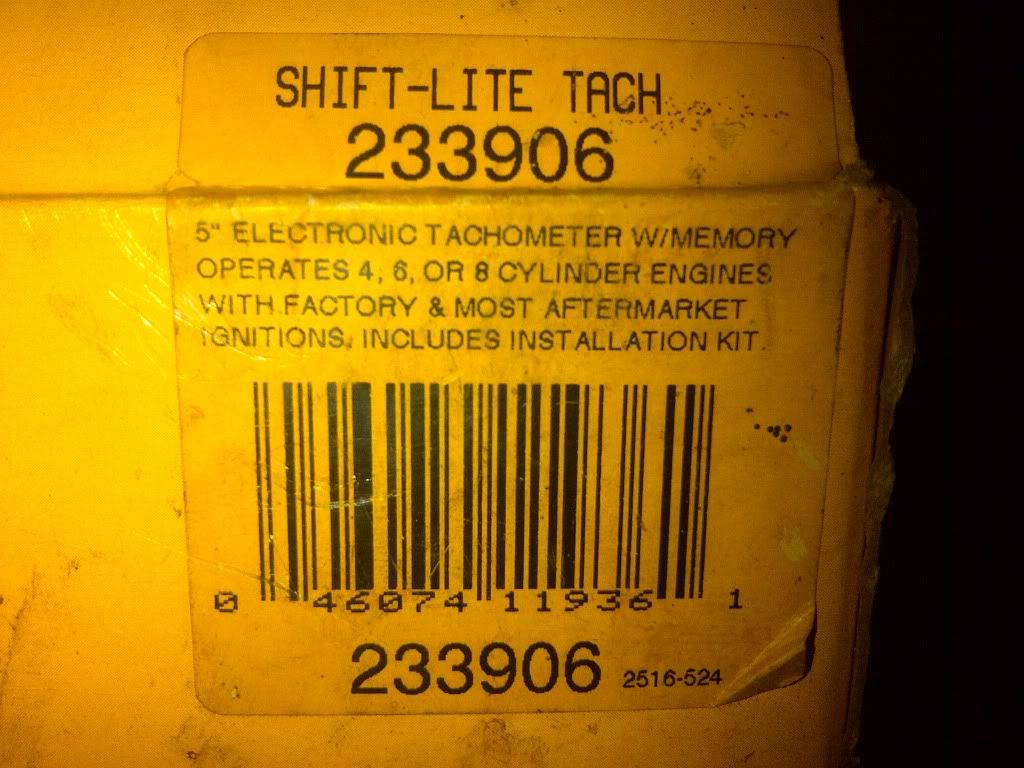 SHIFT-LITE TACH
233906
5" ELECTRONIC TACHOMETER W/MEMORY
OPERATES 4, 6, OR 8 CYLINDER ENGINES
WITH FACTORY & MOST AFTERMARKET
IGNITIONS, INCLUDES INSTALLATION KIT.
0 46074 11936 1
233906 2516-524